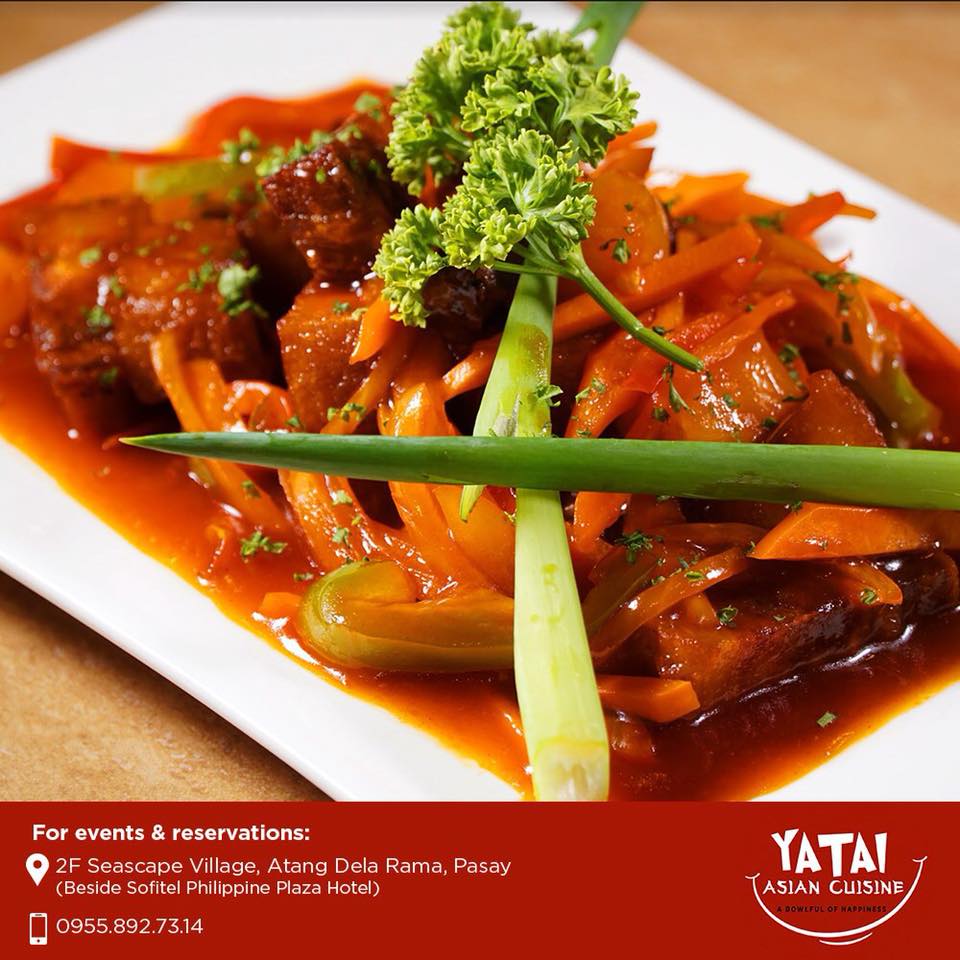 For events & reservations:
2F Seascape Village, Atang Dela Rama, Pasay
(Beside Sofitel Philippine Plaza Hotel)
0955.892.73.14
YATAI
ASIAN CUISINE
A BOWLFUL OF HAPPINESS